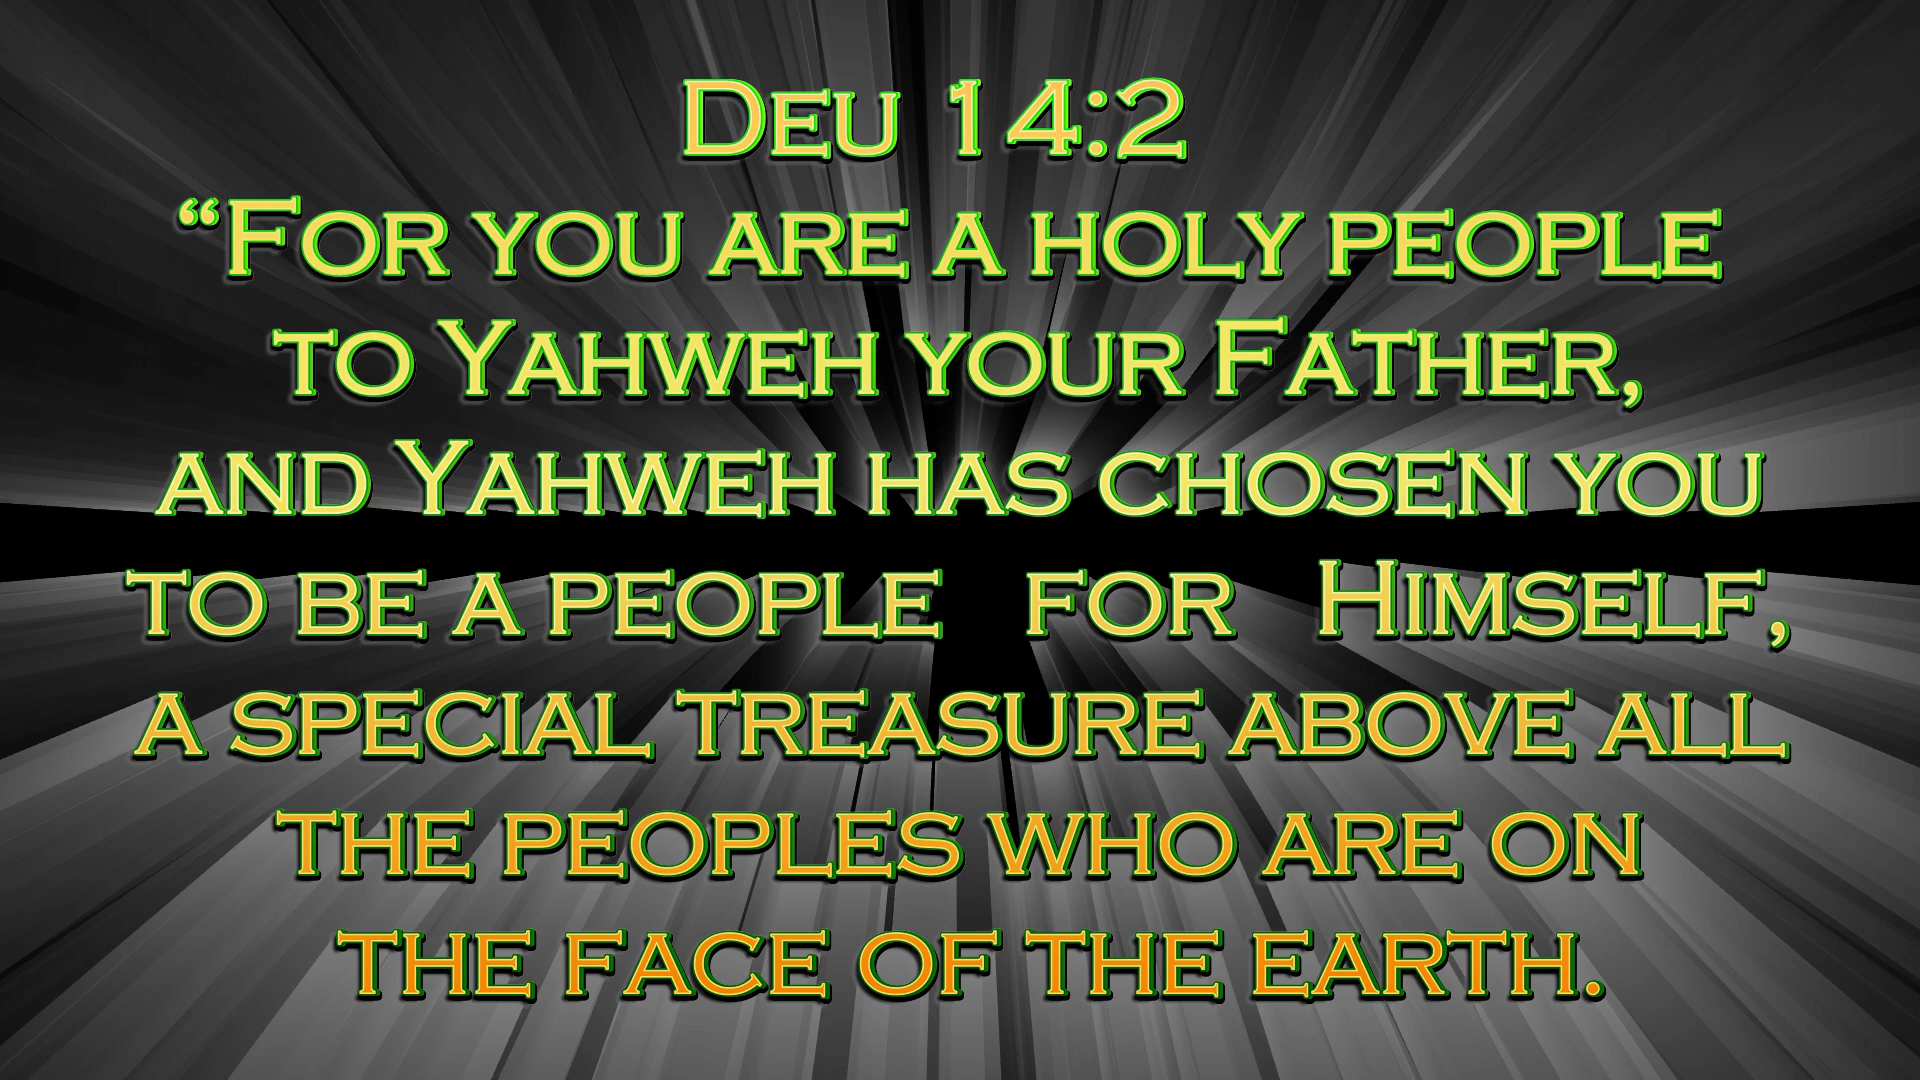 Deu 14:2
“For you are a holy people
to Yahweh your Father,
and Yahweh has chosen you
to be a people for Himself,
a special treasure above all
the peoples who are on
the face of the earth.